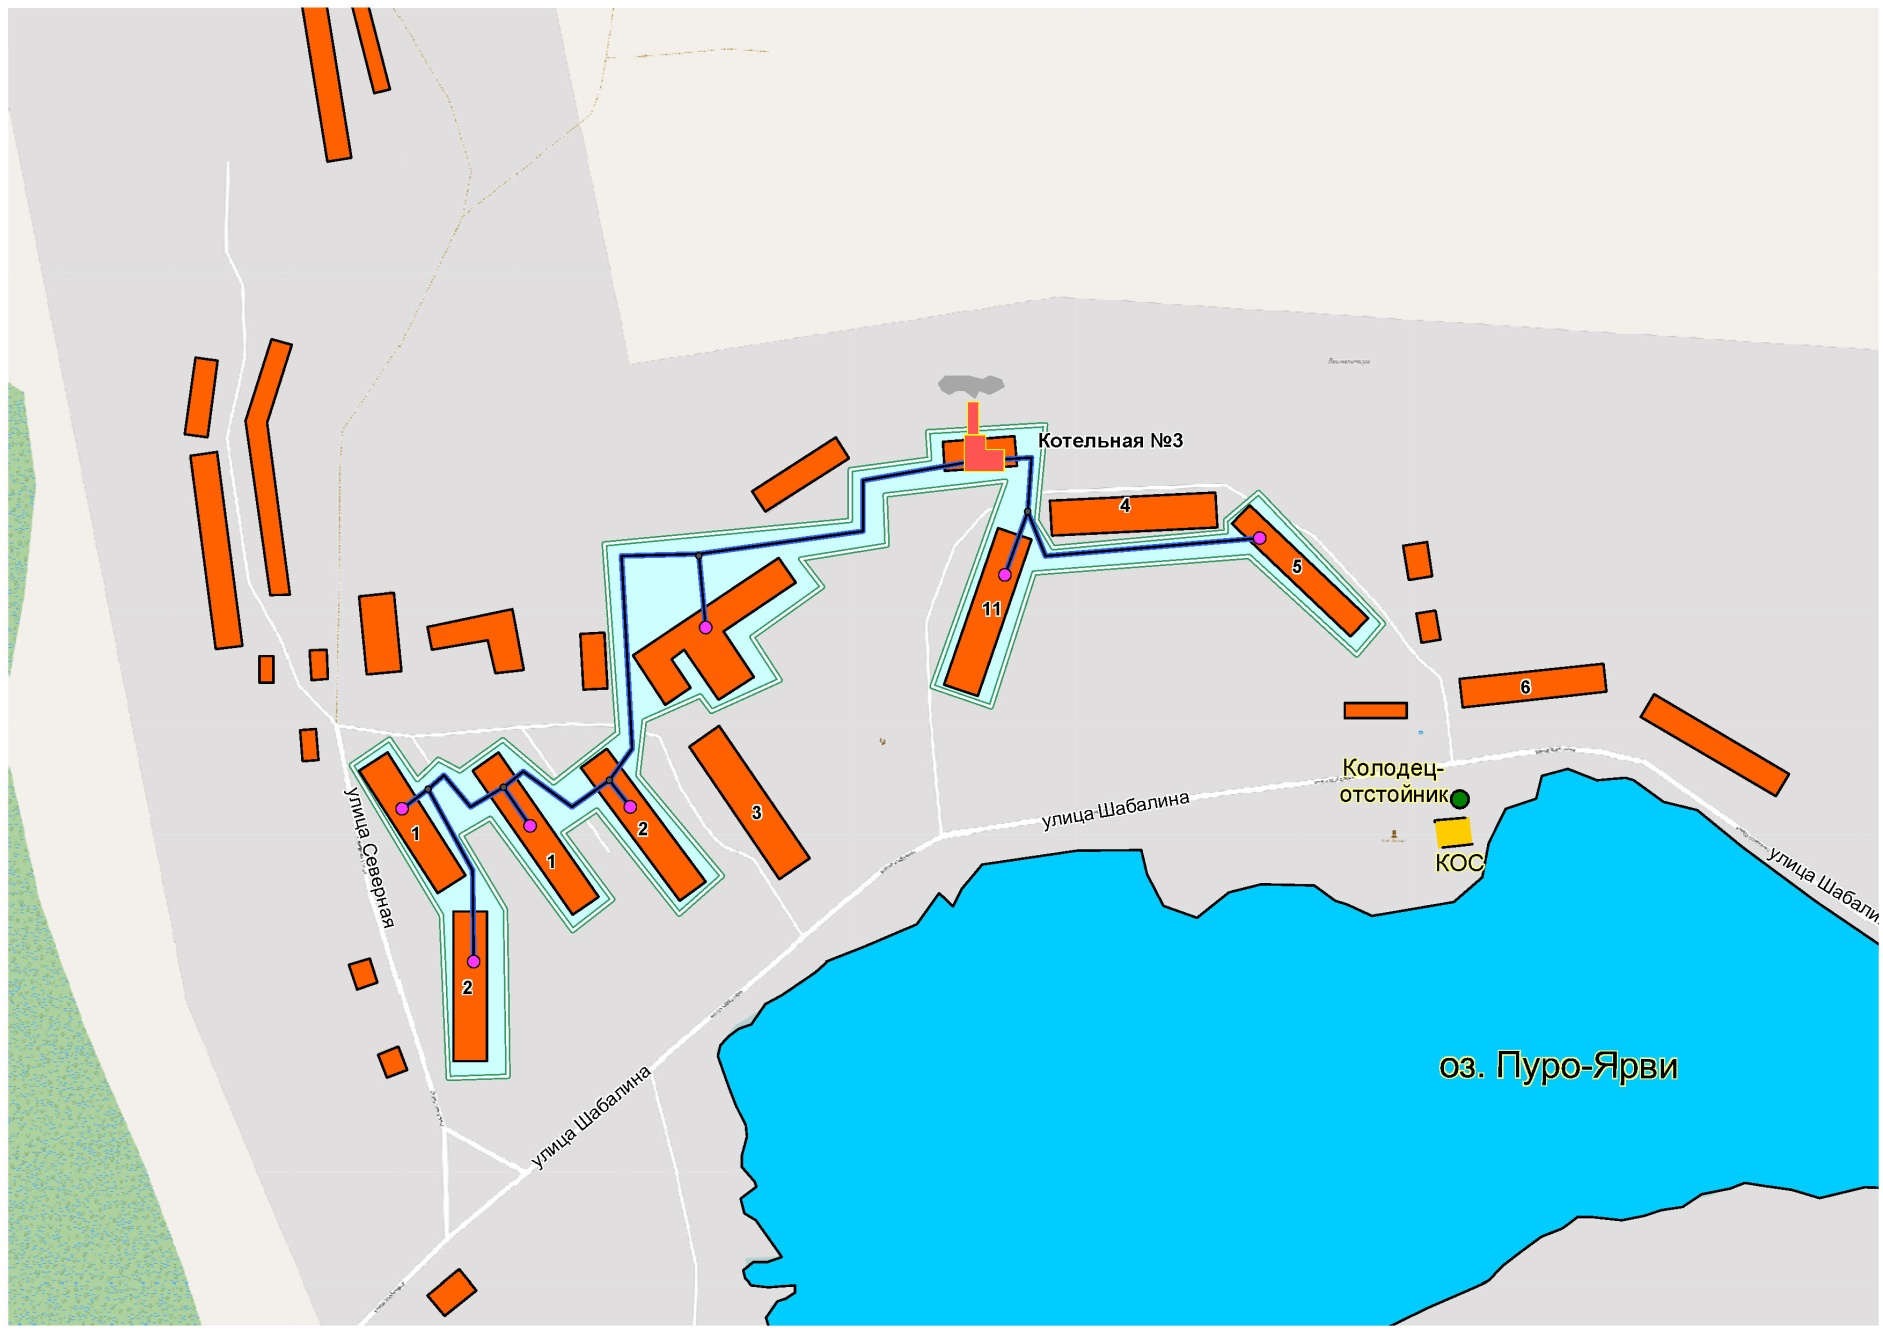 Котельная №3
4
5
11
6
Колодец-
отстойник
улица Шабалина
3
2
1
1
КОС
улица Северная
улица Шабалин
2
оз. Пуро-Ярви
улица Шабалина